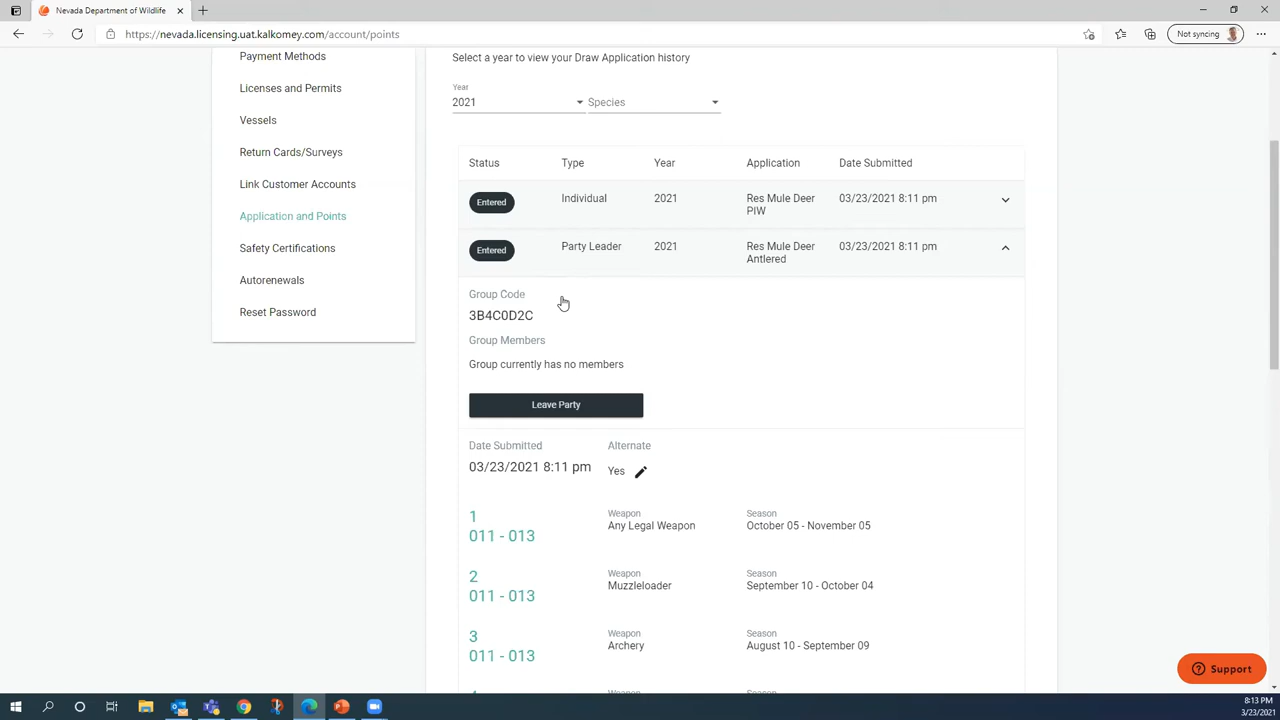 Nevada Department of Wildlife
https://nevada.licensing.uat.kalkomey.com/account/points
Not syncing
Payment Methods
Licenses and Permits
Vessels
Return Cards/Surveys
Link Customer Accounts
Application and Points
Safety Certifications
Autorenewals
Reset Password
Select a year to view your Draw Application history
Year
2021
Species
Status Type Year Application Date Submitted
Entered Individual 2021 Res Mule Deer PIW 03/23/2021 8:11 pm
Entered Party Leader 2021 Res Mule Deer Antlered 03/23/2021 8:11 pm
Group Code
3B4C0D2C
Group Members
Group currently has no members
Leave Party
Date Submitted Alternate
03/23/2021 8:11 pm Yes
1 Weapon Season
011 - 013 Any Legal Weapon October 05 - November 05
2 Weapon Season
011 - 013 Muzzleloader September 10 - October 04
3 Weapon Season
011 - 013 Archery August 10 - September 09
Support
8:13 PM
3/23/2021